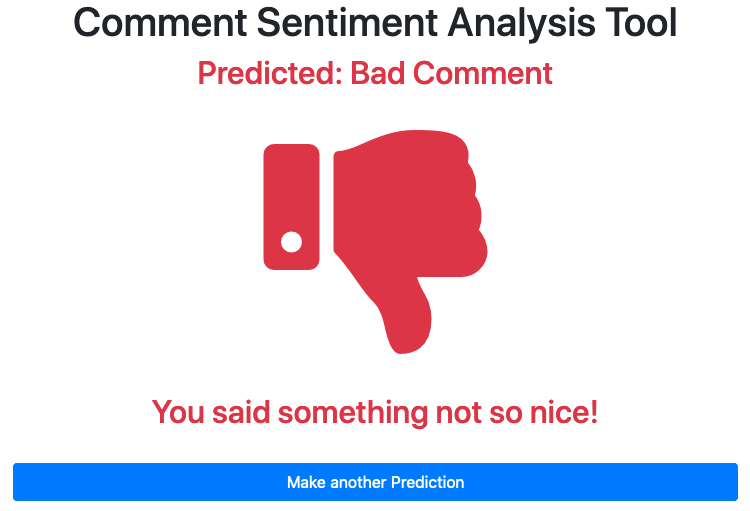 Comment Sentiment Analysis Tool
Predicted: Bad Comment
You said something not so nice!
Make another Prediction